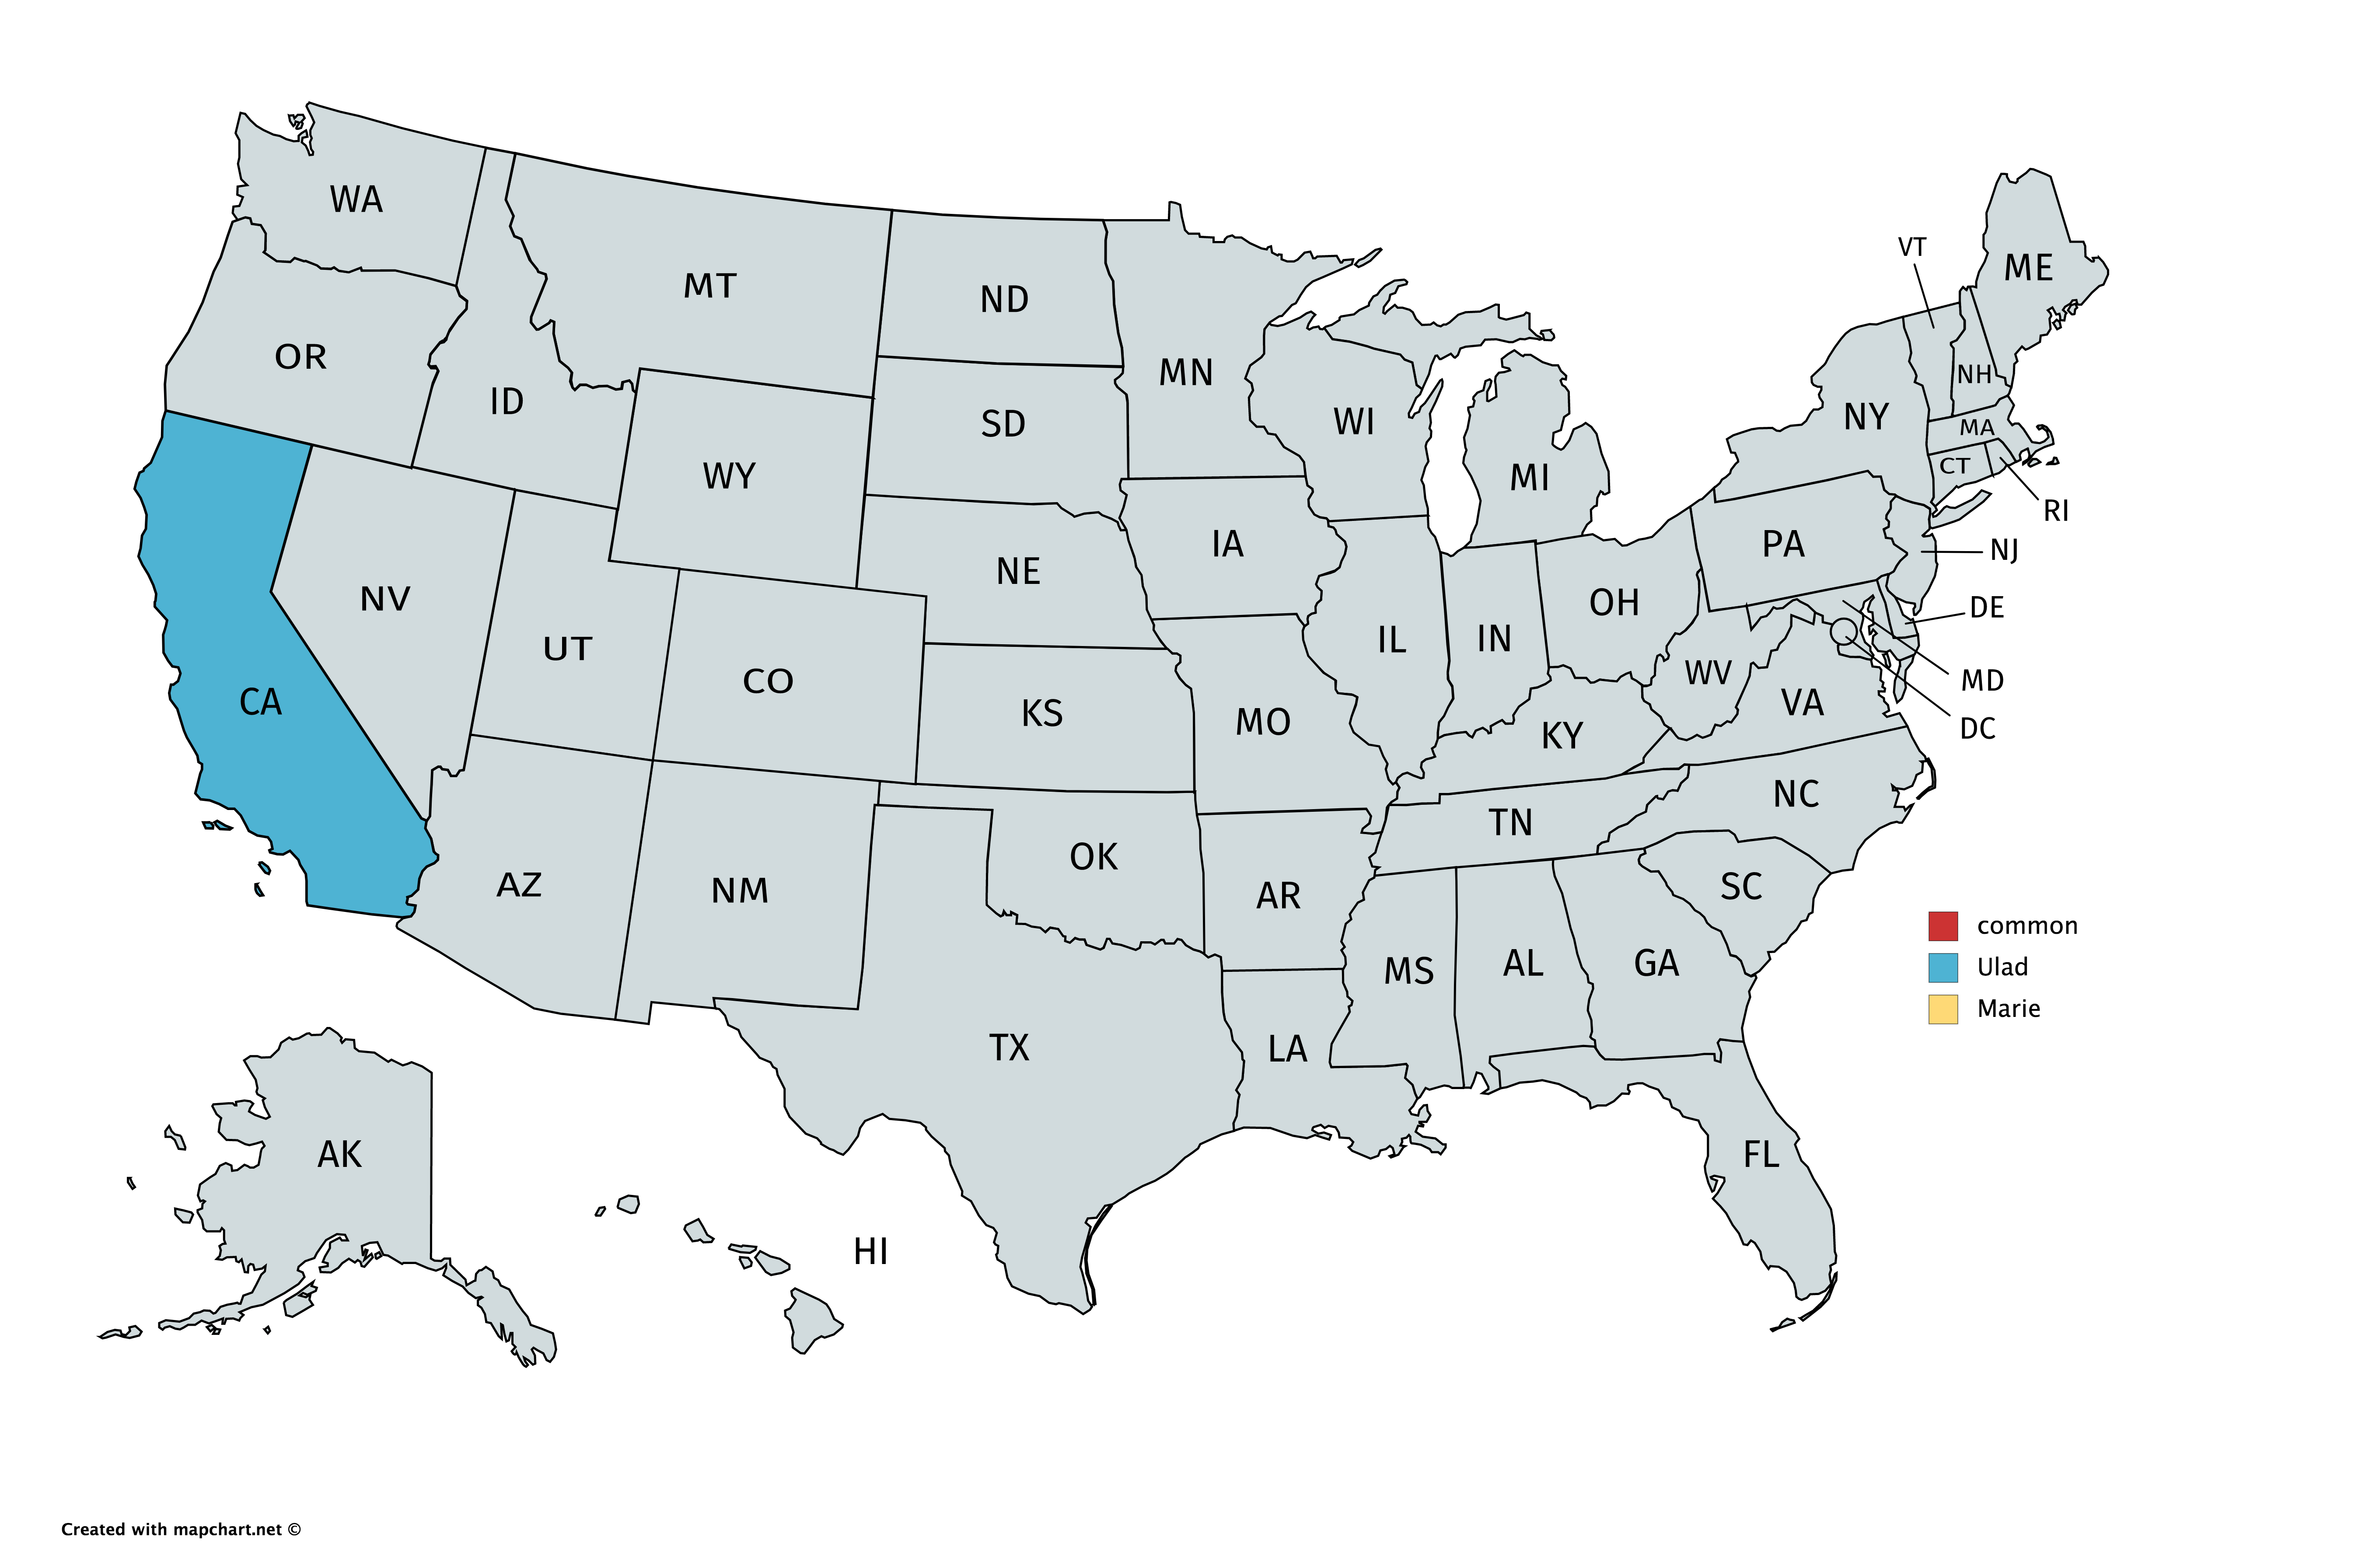 WA
MT
ND
MN
VT
ME
OR
ID
WY
SD
WI
MI
NY
NH
MA
CT
RI
NV
UT
CO
NE
IA
IL
IN
OH
PA
NJ
DE
MD
DC
CA
KS
MO
KY
WV
VA
AZ
NM
OK
AR
TN
NC
SC
TX
LA
MS
AL
GA
FL
AK
HI
common
Ulad
Marie
Created with mapchart.net ©